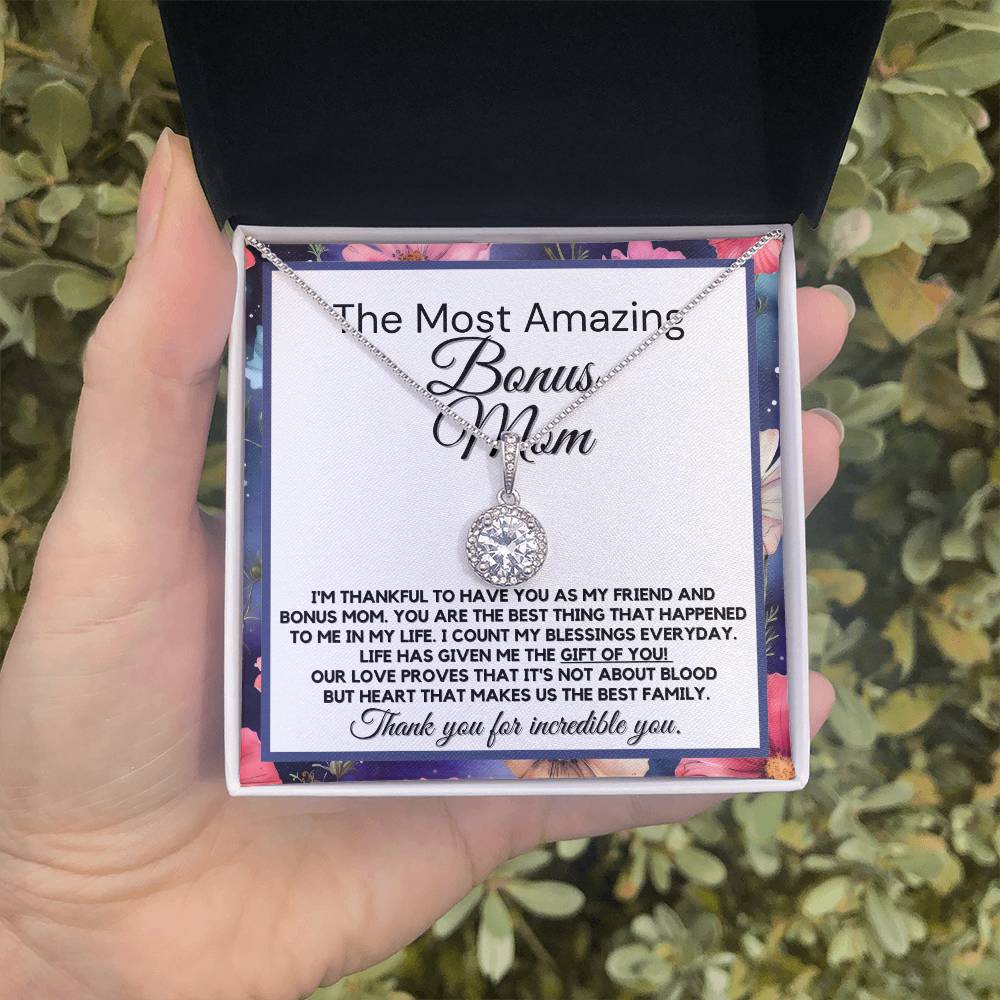 The Most Amazing
Bonus
Mom
I'M THANKFUL TO HAVE YOU AS MY FRIEND AND
BONUS MOM. YOU ARE THE BEST THING THAT HAPPENED
TO ME IN MY LIFE. I COUNT MY BLESSINGS EVERYDAY.
LIFE HAS GIVEN ME THE GIFT OF YOU!
OUR LOVE PROVES THAT IT'S NOT ABOUT BLOOD
BUT HEART THAT MAKES US THE BEST FAMILY.
Thank you for incredible you.